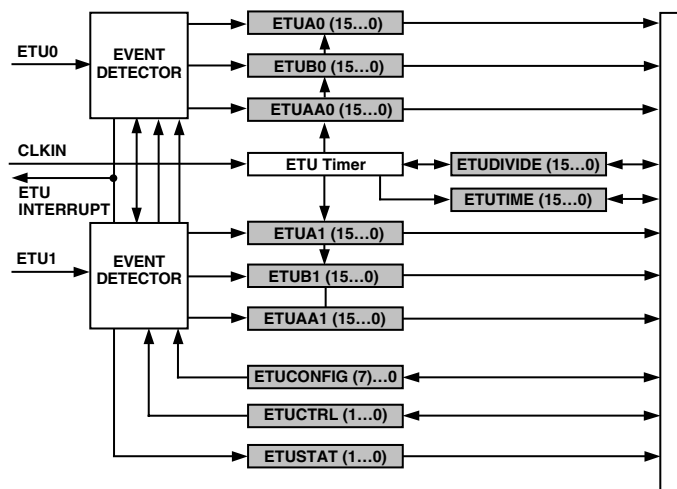 ETU0
EVENT
DETECTOR
ETUA0 (15...0)
ETUB0 (15...0)
ETUAA0 (15...0)
CLKIN
ETU Timer
ETUDIVIDE (15...0)
ETU
INTERRUPT
ETUTIME (15...0)
ETU1
EVENT
DETECTOR
ETUA1 (15...0)
ETUB1 (15...0)
ETUAA1 (15...0)
ETUCONFIG (7)...0
ETUCTRL (1...0)
ETUSTAT (1...0)